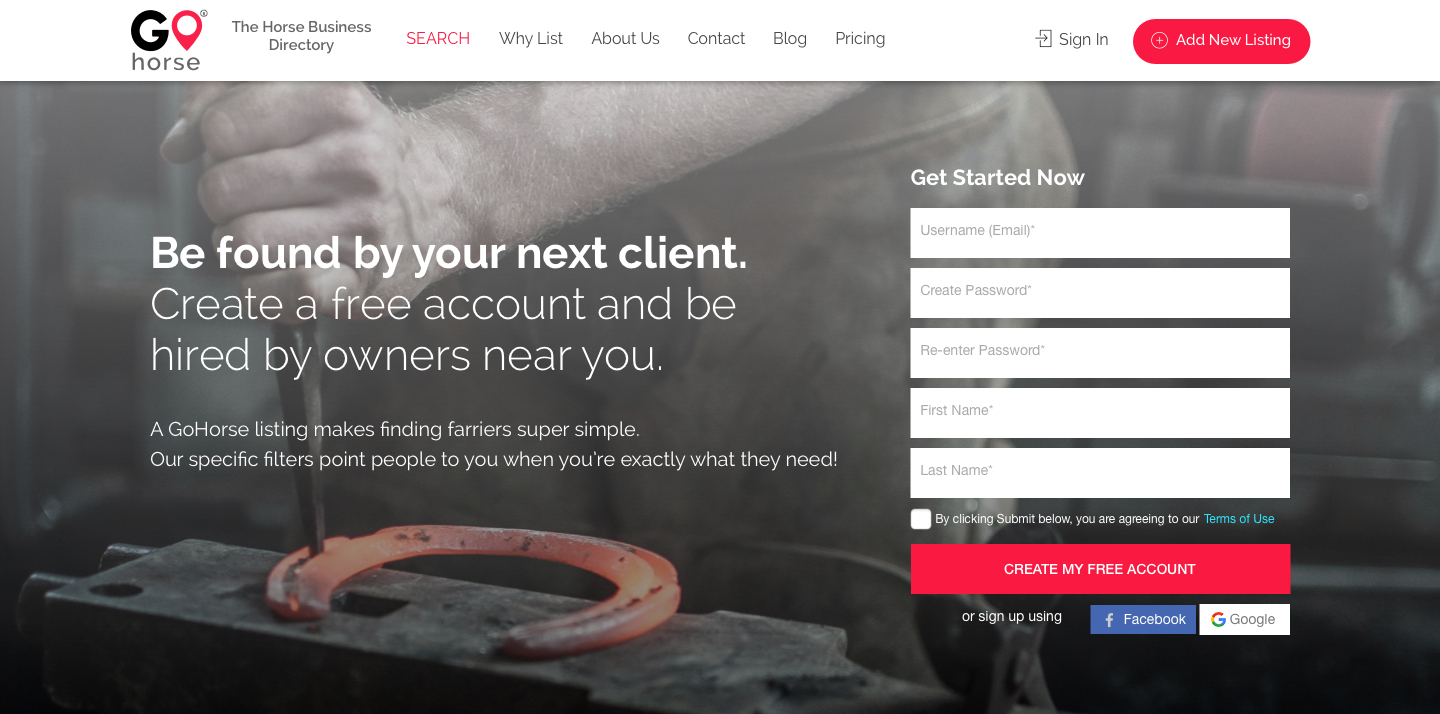 GO®
horse
The Horse Business
Directory
SEARCH
Why List
About Us
Contact
Blog
Pricing
Sign In
Add New Listing
Be found by your next client.
Create a free account and be
hired by owners near you.
A GoHorse listing makes finding farriers super simple.
Our specific filters point people to you when you're exactly what they need!
Get Started Now
Username (Email)*
Create Password*
Re-enter Password*
First Name*
Last Name*
By clicking Submit below, you are agreeing to our Terms of Use
CREATE MY FREE ACCOUNT
or sign up using
Facebook
Google